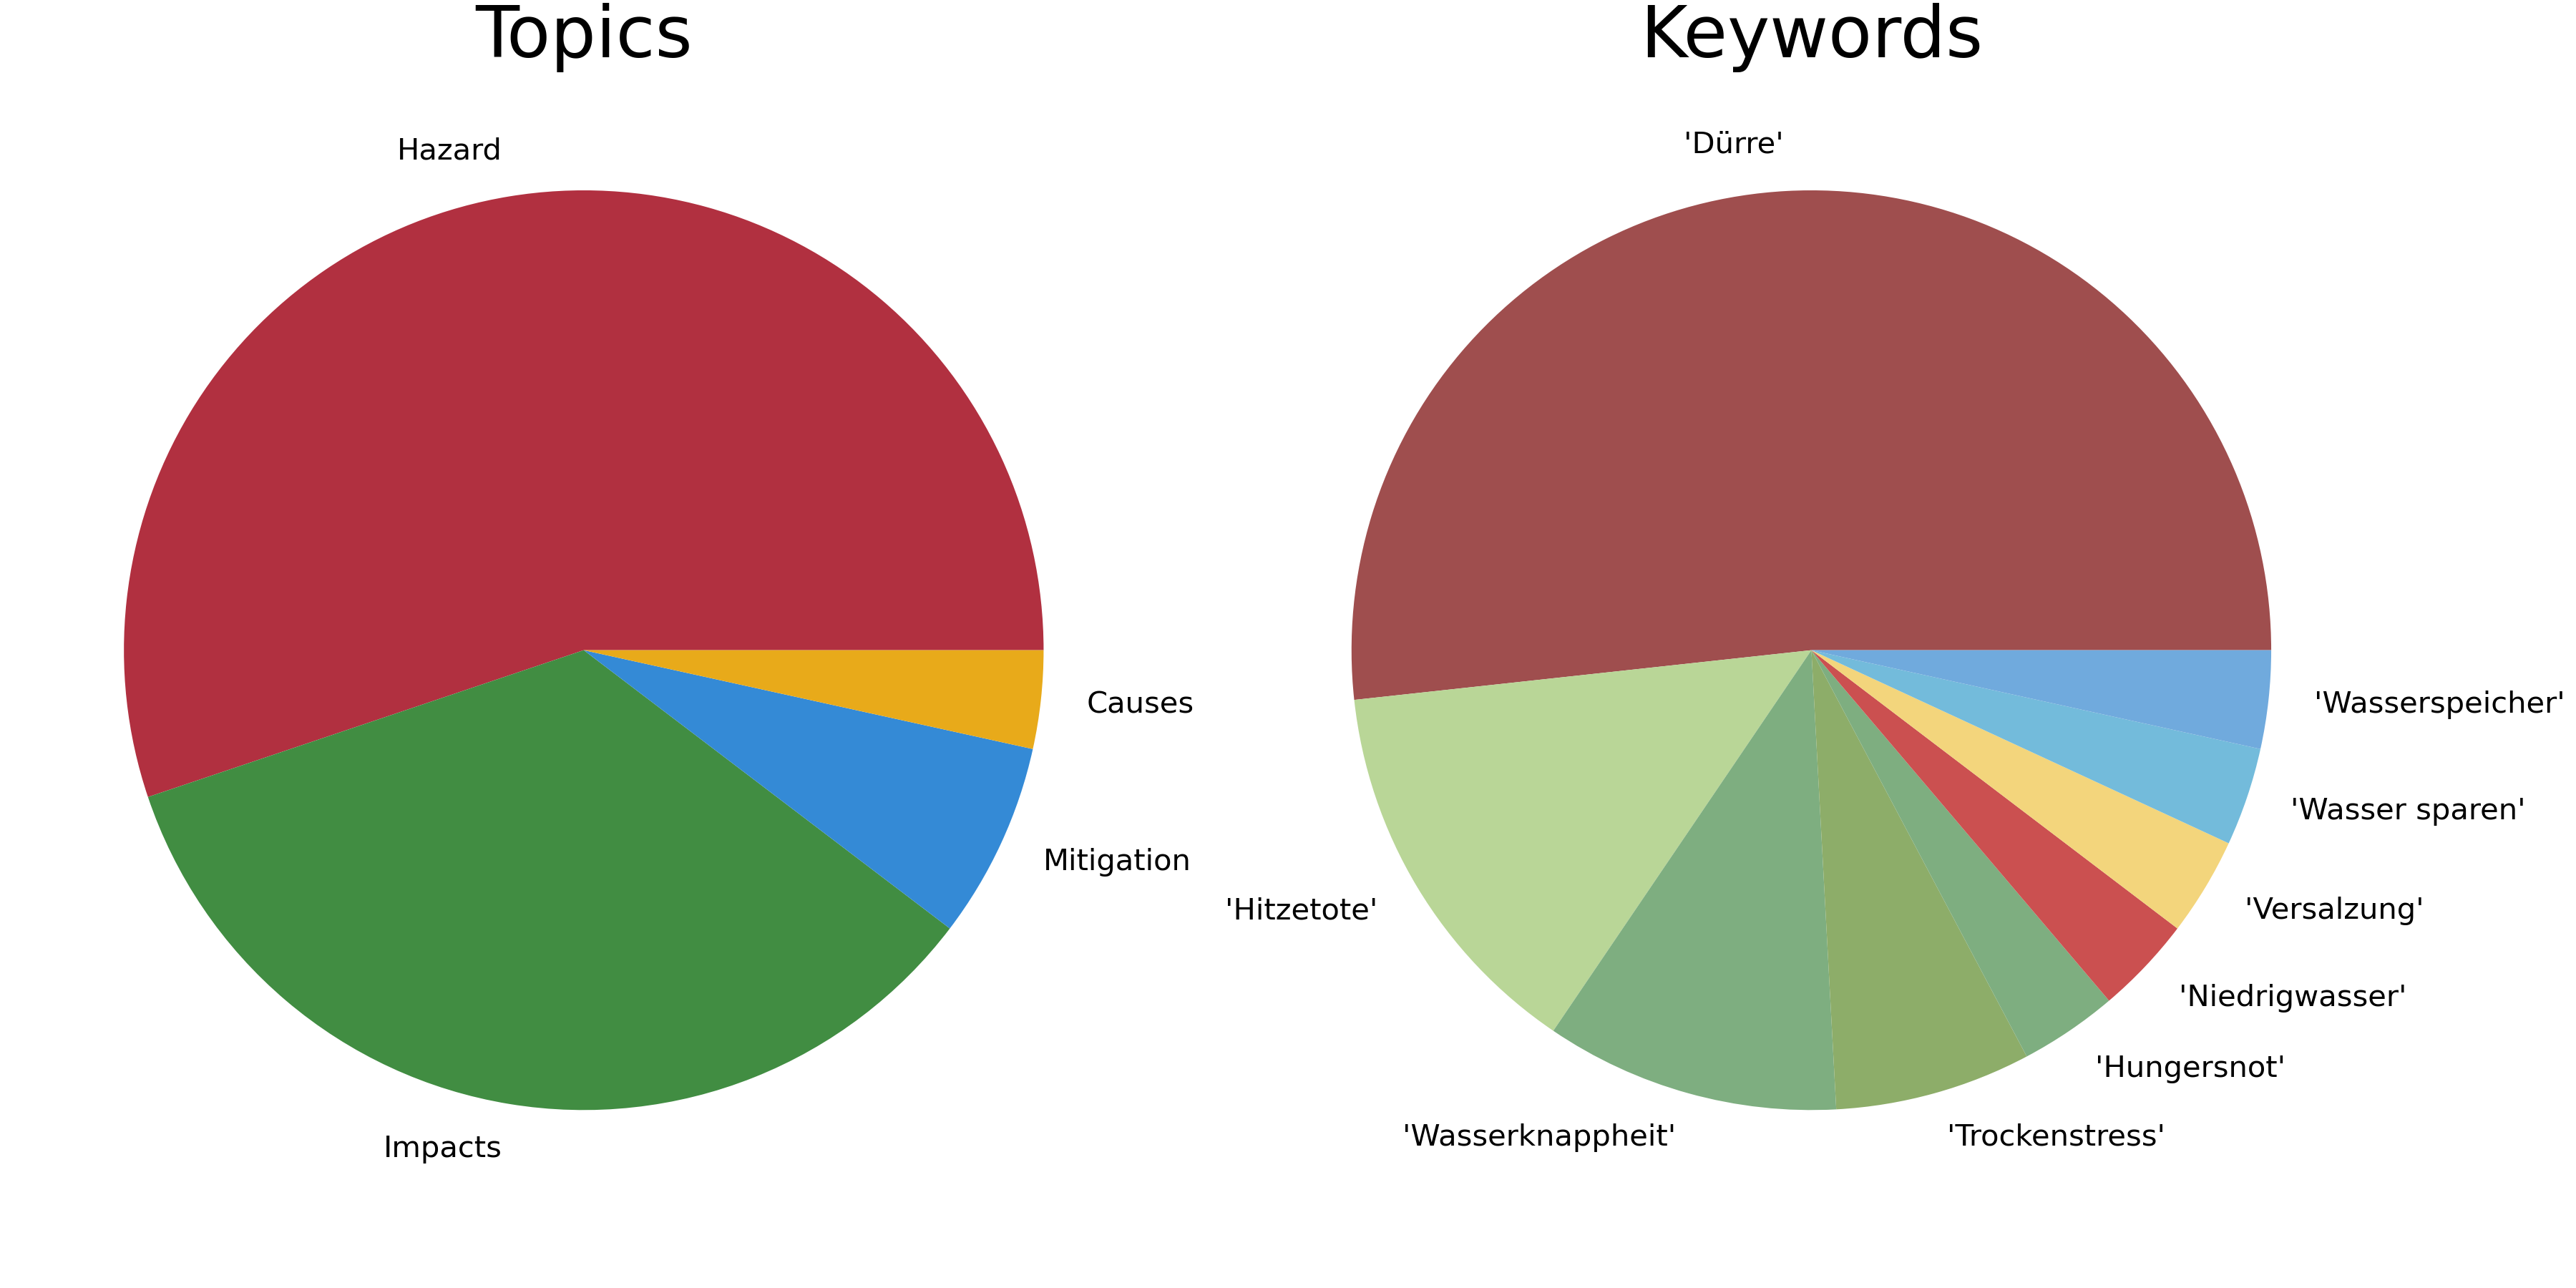 Topics
Hazard
Causes
Mitigation
Impacts
Keywords
'Dürre'
'Wasserspeicher'
'Wasser sparen'
'Versalzung'
'Niedrigwasser'
'Hungersnot'
'Trockenstress'
'Wasserknappheit'
'Hitzetote'